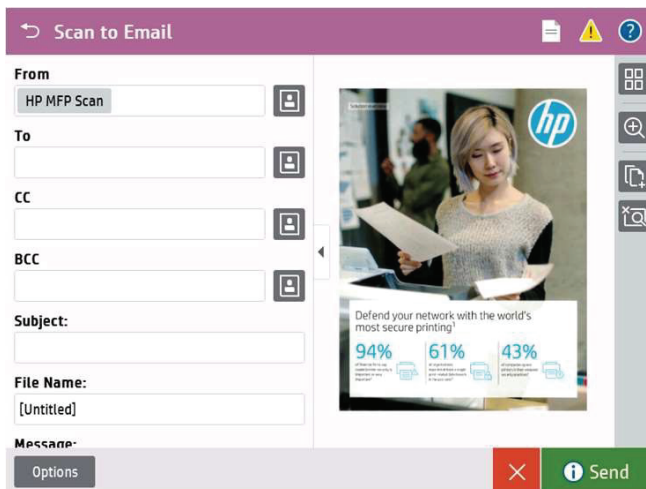 Scan to Email
From
HP MFP Scan
To
CC
BCC
Subject:
File Name:
[Untitled]
Message:
Options
Send
hp
Defend your network with the world's
most secure printing¹
94% 61% 43%